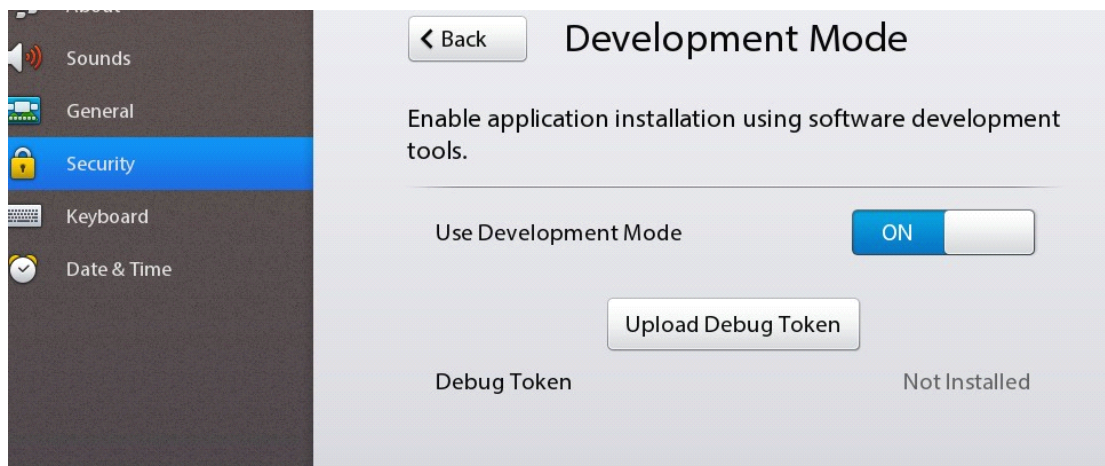 Sounds
General
Security
Keyboard
Date & Time
Back
Development Mode
Enable application installation using software development
tools.
Use Development Mode
ON
Upload Debug Token
Debug Token
Not Installed